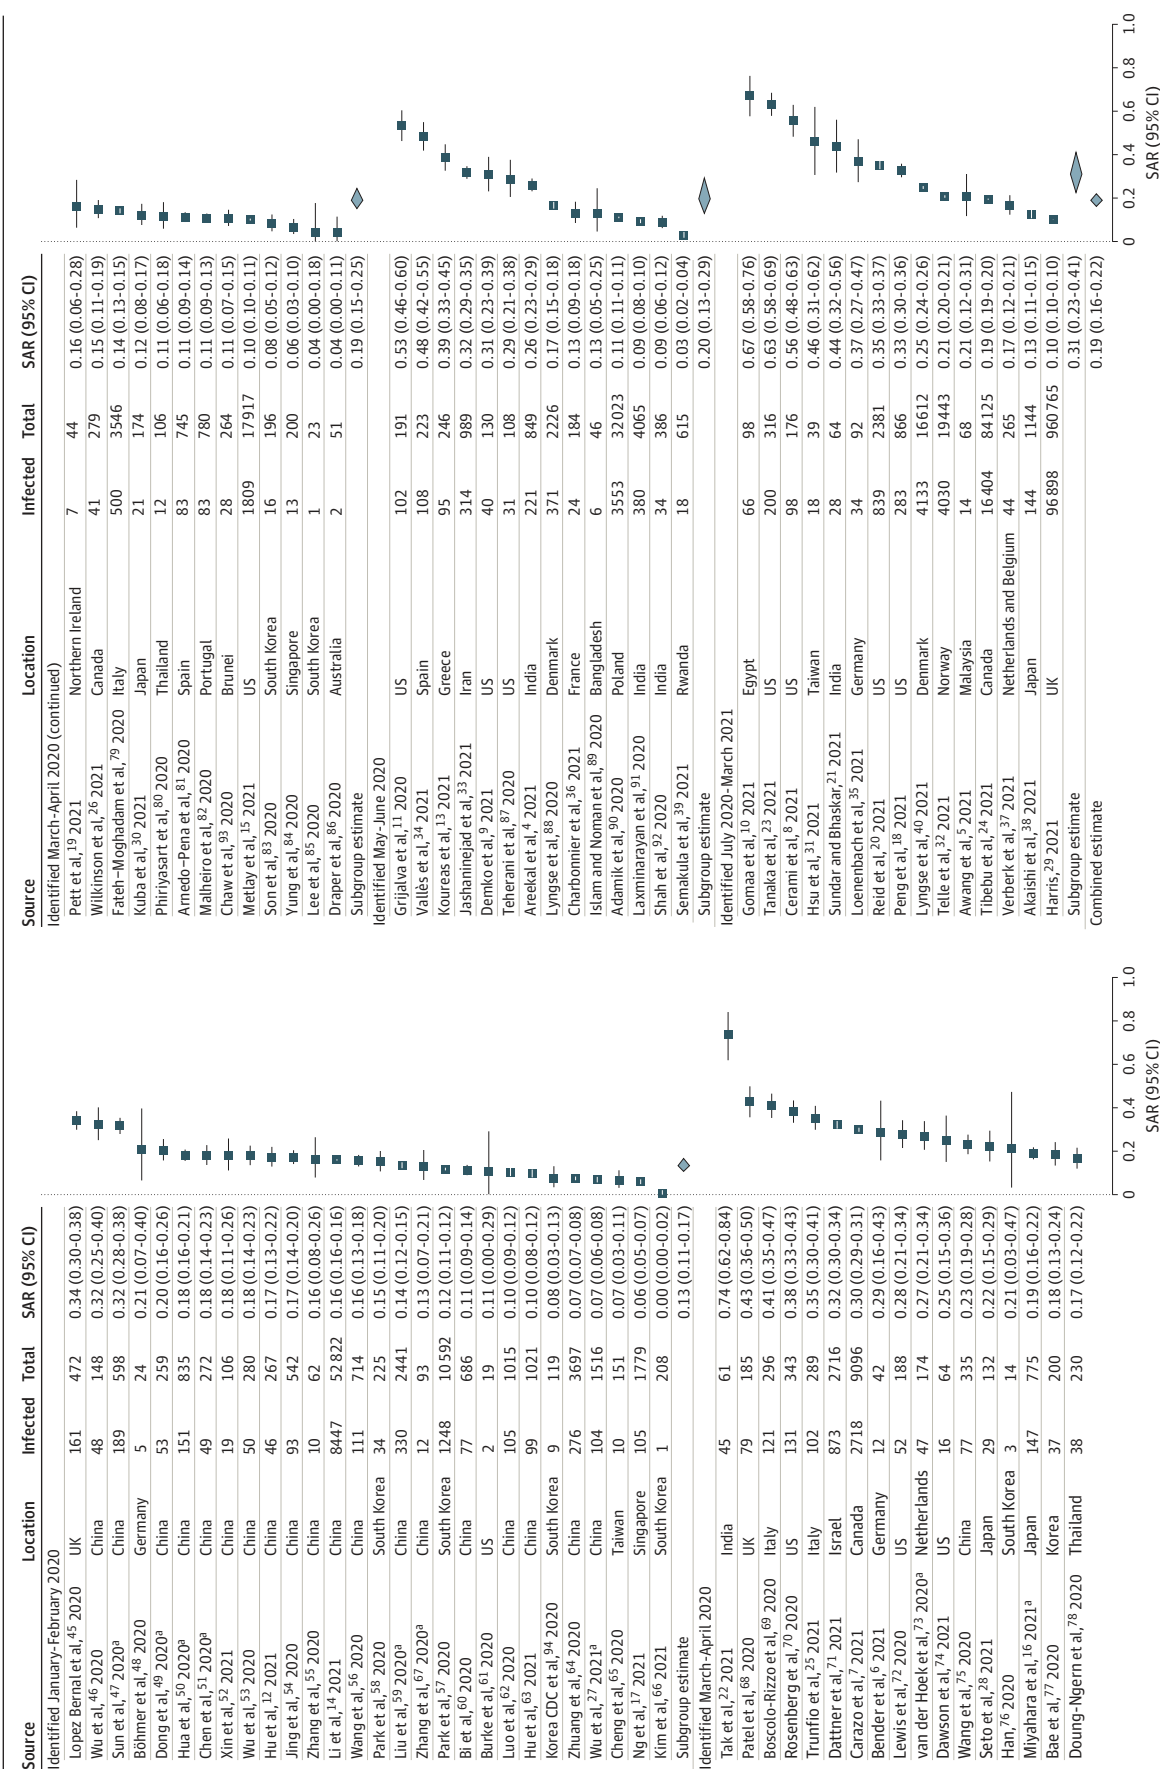 Source Location Infected Total SAR (95% CI)
Identified January-February 2020
Lopez Bernal et al,45 2020 UK 161 472 0.34 (0.30-0.38)
Wu et al,46 2020 China 48 148 0.32 (0.25-0.40)
Sun et al,47 2020a China 189 598 0.32 (0.28-0.38)
Böhmer et al,48 2020 Germany 5 24 0.21 (0.07-0.40)
Dong et al,49 2020a China 53 259 0.20 (0.16-0.26)
Hua et al,50 2020a China 151 835 0.18 (0.16-0.21)
Chen et al,51 2020a China 49 272 0.18 (0.14-0.23)
Xin et al,52 2021 China 19 106 0.18 (0.11-0.26)
Wu et al,53 2020 China 50 280 0.18 (0.14-0.23)
Hu et al,12 2021 China 46 267 0.17 (0.13-0.22)
Jing et al,54 2020 China 93 542 0.17 (0.14-0.20)
Zhang et al,55 2020 China 10 62 0.16 (0.08-0.26)
Li et al,14 2021 China 8447 52 822 0.16 (0.16-0.16)
Wang et al,56 2020 China 111 714 0.16 (0.13-0.18)
Park et al,58 2020 South Korea 34 225 0.15 (0.11-0.20)
Liu et al,59 2020a China 330 2441 0.14 (0.12-0.15)
Zhang et al,67 2020a China 12 93 0.13 (0.07-0.21)
Park et al,57 2020 South Korea 1248 10 592 0.12 (0.11-0.12)
Bi et al,60 2020 China 77 686 0.11 (0.09-0.14)
Burke et al,61 2020 US 2 19 0.11 (0.00-0.29)
Luo et al,62 2020 China 105 1015 0.10 (0.09-0.12)
Hu et al,63 2021 China 99 1021 0.10 (0.08-0.12)
Korea CDC et al,94 2020 South Korea 9 119 0.08 (0.03-0.13)
Zhuang et al,64 2020 China 276 3697 0.07 (0.07-0.08)
Wu et al,27 2021a China 104 1516 0.07 (0.06-0.08)
Cheng et al,65 2020 Taiwan 10 151 0.07 (0.03-0.11)
Ng et al,17 2021 Singapore 105 1779 0.06 (0.05-0.07)
Kim et al,66 2021 South Korea 1 208 0.00 (0.00-0.02)
Subgroup estimate 0.13 (0.11-0.17)
Identified March-April 2020
Tak et al,22 2021 India 45 61 0.74 (0.62-0.84)
Patel et al,68 2020 UK 79 185 0.43 (0.36-0.50)
Boscolo-Rizzo et al,69 2020 Italy 121 296 0.41 (0.35-0.47)
Rosenberg et al,70 2020 US 131 343 0.38 (0.33-0.43)
Trunfio et al,25 2021 Italy 102 289 0.35 (0.30-0.41)
Dattner et al,71 2021 Israel 873 2716 0.32 (0.30-0.34)
Carazo et al,7 2021 Canada 2718 9096 0.30 (0.29-0.31)
Bender et al,6 2021 Germany 12 42 0.29 (0.16-0.43)
Lewis et al,72 2020 US 52 188 0.28 (0.21-0.34)
van der Hoek et al,73 2020a Netherlands 47 174 0.27 (0.21-0.34)
Dawson et al,74 2021 US 16 64 0.25 (0.15-0.36)
Wang et al,75 2020 China 77 335 0.23 (0.19-0.28)
Seto et al,28 2021 Japan 29 132 0.22 (0.15-0.29)
Han,76 2020 South Korea 3 14 0.21 (0.03-0.47)
Miyahara et al,16 2021a Japan 147 775 0.19 (0.16-0.22)
Bae et al,77 2020 Korea 37 200 0.18 (0.13-0.24)
Doung-Ngern et al,78 2020 Thailand 38 230 0.17 (0.12-0.22)
0 0.2 0.4 0.6 0.8 1.0
SAR (95% CI)
Source Location Infected Total SAR (95% CI)
Identified March-April 2020 (continued)
Pett et al,19 2021 Northern Ireland 7 44 0.16 (0.06-0.28)
Wilkinson et al,26 2021 Canada 41 279 0.15 (0.11-0.19)
Fateh-Moghadam et al,79 2020 Italy 500 3546 0.14 (0.13-0.15)
Kuba et al,30 2021 Japan 21 174 0.12 (0.08-0.17)
Phiriyasart et al,80 2020 Thailand 12 106 0.11 (0.06-0.18)
Arnedo-Pena et al,81 2020 Spain 83 745 0.11 (0.09-0.14)
Malheiro et al,82 2020 Portugal 83 780 0.11 (0.09-0.13)
Chaw et al,93 2020 Brunei 28 264 0.11 (0.07-0.15)
Metlay et al,15 2021 US 1809 17 917 0.10 (0.10-0.11)
Son et al,83 2020 South Korea 16 196 0.08 (0.05-0.12)
Yung et al,84 2020 Singapore 13 200 0.06 (0.03-0.10)
Lee et al,85 2020 South Korea 1 23 0.04 (0.00-0.18)
Draper et al,86 2020 Australia 2 51 0.04 (0.00-0.11)
Subgroup estimate 0.19 (0.15-0.25)
Identified May-June 2020
Grijalva et al,11 2020 US 102 191 0.53 (0.46-0.60)
Vallès et al,34 2021 Spain 108 223 0.48 (0.42-0.55)
Koureas et al,13 2021 Greece 95 246 0.39 (0.33-0.45)
Jashaninejad et al,33 2021 Iran 314 989 0.32 (0.29-0.35)
Demko et al,9 2021 US 40 130 0.31 (0.23-0.39)
Teherani et al,87 2020 US 31 108 0.29 (0.21-0.38)
Areekal et al,4 2021 India 221 849 0.26 (0.23-0.29)
Lyngse et al,88 2020 Denmark 371 2226 0.17 (0.15-0.18)
Charbonnier et al,36 2021 France 24 184 0.13 (0.09-0.18)
Islam and Noman et al,89 2020 Bangladesh 6 46 0.13 (0.05-0.25)
Adamik et al,90 2020 Poland 3553 32 023 0.11 (0.11-0.11)
Laxminarayan et al,91 2020 India 380 4065 0.09 (0.08-0.10)
Shah et al,92 2020 India 34 386 0.09 (0.06-0.12)
Semakula et al,39 2021 Rwanda 18 615 0.03 (0.02-0.04)
Subgroup estimate 0.20 (0.13-0.29)
Identified July 2020-March 2021
Gomaa et al,10 2021 Egypt 66 98 0.67 (0.58-0.76)
Tanaka et al,23 2021 US 200 316 0.63 (0.58-0.69)
Cerami et al,8 2021 US 98 176 0.56 (0.48-0.63)
Hsu et al,31 2021 Taiwan 18 39 0.46 (0.31-0.62)
Sundar and Bhaskar,21 2021 India 28 64 0.44 (0.32-0.56)
Loenenbach et al,35 2021 Germany 34 92 0.37 (0.27-0.47)
Reid et al,20 2021 US 839 2381 0.35 (0.33-0.37)
Peng et al,18 2021 US 283 866 0.33 (0.30-0.36)
Lyngse et al,40 2021 Denmark 4133 16 612 0.25 (0.24-0.26)
Telle et al,32 2021 Norway 4030 19 443 0.21 (0.20-0.21)
Awang et al,5 2021 Malaysia 14 68 0.21 (0.12-0.31)
Tibebu et al,24 2021 Canada 16 404 84 125 0.19 (0.19-0.20)
Verberk et al,37 2021 Netherlands and Belgium 44 265 0.17 (0.12-0.21)
Akaishi et al,38 2021 Japan 144 1144 0.13 (0.11-0.15)
Harris,29 2021 UK 96 898 960 765 0.10 (0.10-0.10)
Subgroup estimate 0.31 (0.23-0.41)
Combined estimate 0.19 (0.16-0.22)
0 0.2 0.4 0.6 0.8 1.0
SAR (95% CI)